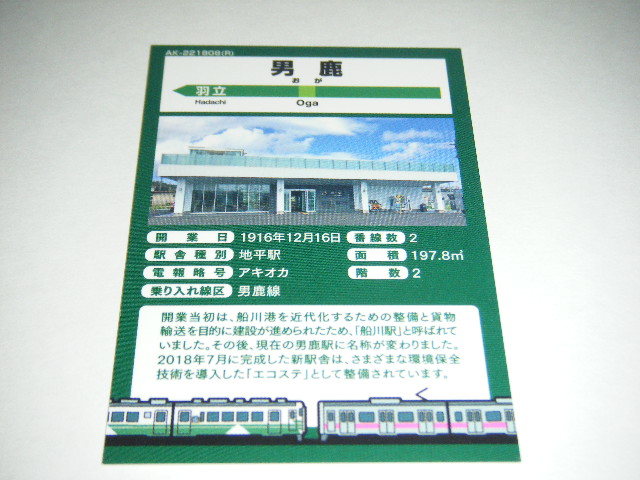 AK-221808(R)
男鹿
おが
羽立
Hadachi
Oga
開業日 1916年12月16日 番線数 2
駅舎種別 地平駅 面積 197.8㎡
電報略号 アキオカ 階数 2
乗り入れ線区 男鹿線
開業当初は、船川港を近代化するための整備と貨物
輸送を目的に建設が進められたため、「船川駅」と呼ばれて
いました。その後、現在の男鹿駅に名称が変わりました。
2018年7月に完成した新駅舎は、さまざまな環境保全
技術を導入した「エコステ」として整備されています。